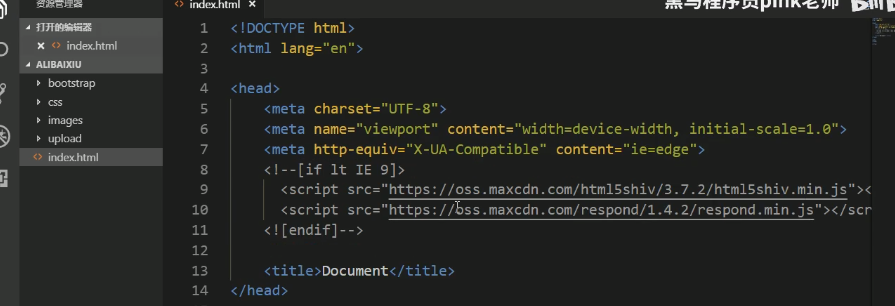 资源管理器
打开的编辑器
index.html
ALIBAIXIU
bootstrap
css
images
upload
index.html
index.html
黑马程序员pink老师
1 <!DOCTYPE html>
2 <html lang="en">
3
4 <head>
5 <meta charset="UTF-8">
6 <meta name="viewport" content="width=device-width, initial-scale=1.0">
7 <meta http-equiv="X-UA-Compatible" content="ie=edge">
8 <!--[if lt IE 9]>
9 <script src="https://oss.maxcdn.com/html5shiv/3.7.2/html5shiv.min.js"><
10 <script src="https://oss.maxcdn.com/respond/1.4.2/respond.min.js"></scr
11 <![endif]-->
12
13 <title>Document</title>
14 </head>